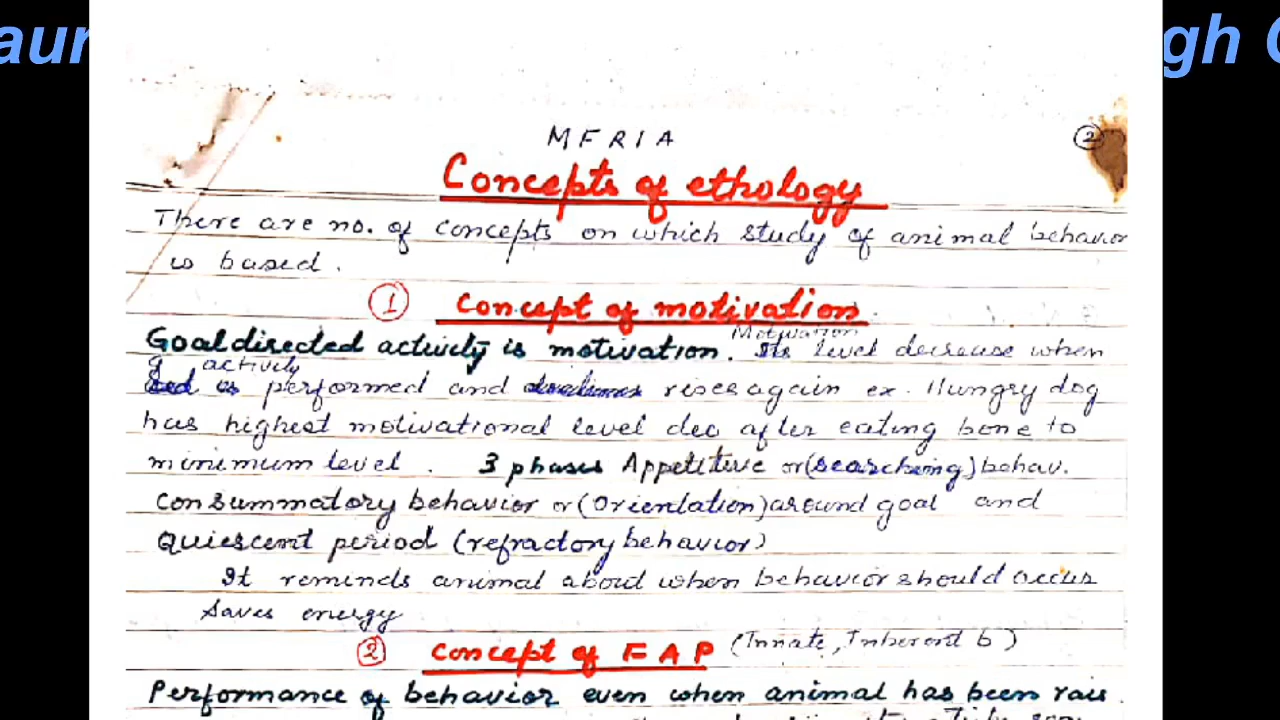 aur
gh
M F R I A
2
Concepts of ethology
There are no. of concepts on which study of animal behavior
is based.
1 Concept of motivation.
Motivation
Goal directed activity is motivation. Its level decrease when
activity
is performed and rises again ex. Hungry dog
has highest motivational level dec after eating bone to
minimum level. 3 phases Appetitive or (searching) behav.
Consummatory behavior or (Orientation) around goal and
Quiescent period (refractory behavior)
It reminds animal about when behavior should occur
Saves energy
2 Concept of FAP (Innate, Inherent b)
Performance of behavior even when animal has been rais